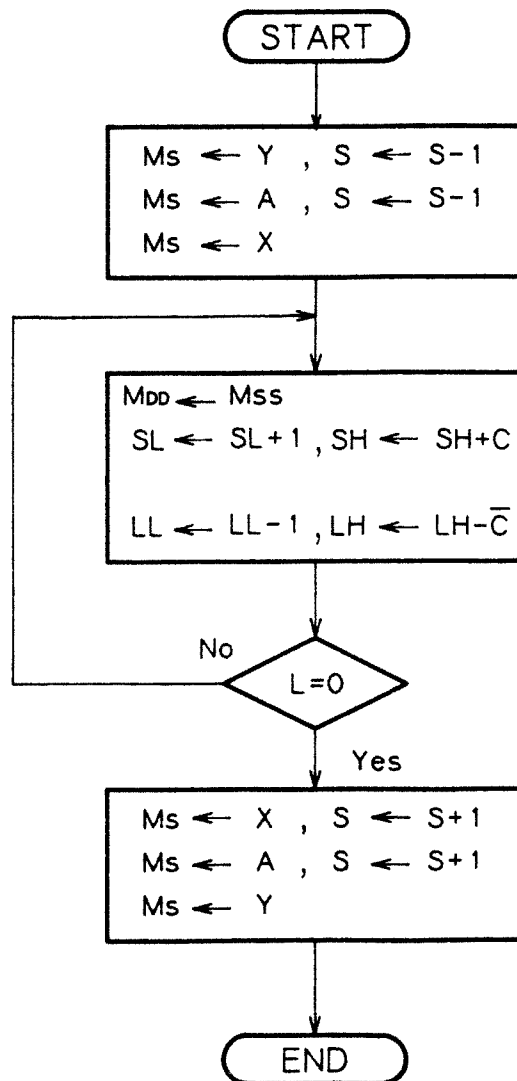 START
Ms ← Y , S ← S-1
Ms ← A , S ← S-1
Ms ← X
MDD ← Mss
SL ← SL+1 , SH ← SH+C
LL ← LL-1 , LH ← LH-C̅
No
L=0
Yes
Ms ← X , S ← S+1
Ms ← A , S ← S+1
Ms ← Y
END